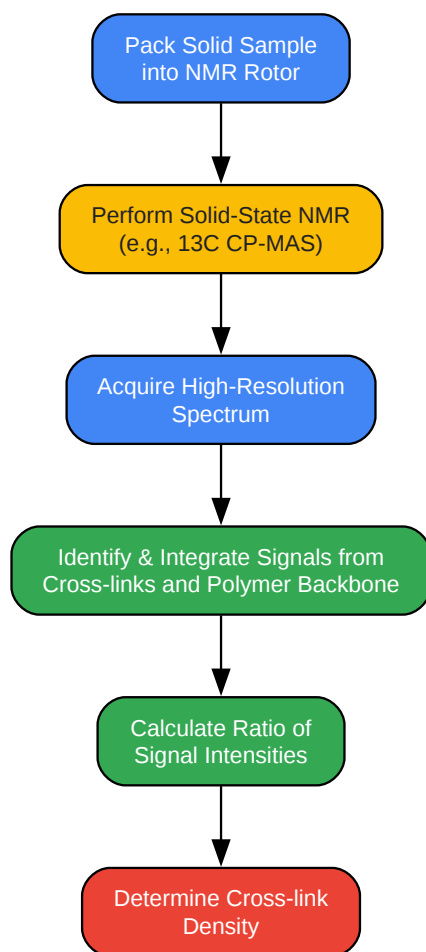 Pack Solid Sample
into NMR Rotor
Perform Solid-State NMR
(e.g., 13C CP-MAS)
Acquire High-Resolution
Spectrum
Identify & Integrate Signals from
Cross-links and Polymer Backbone
Calculate Ratio of
Signal Intensities
Determine Cross-link
Density